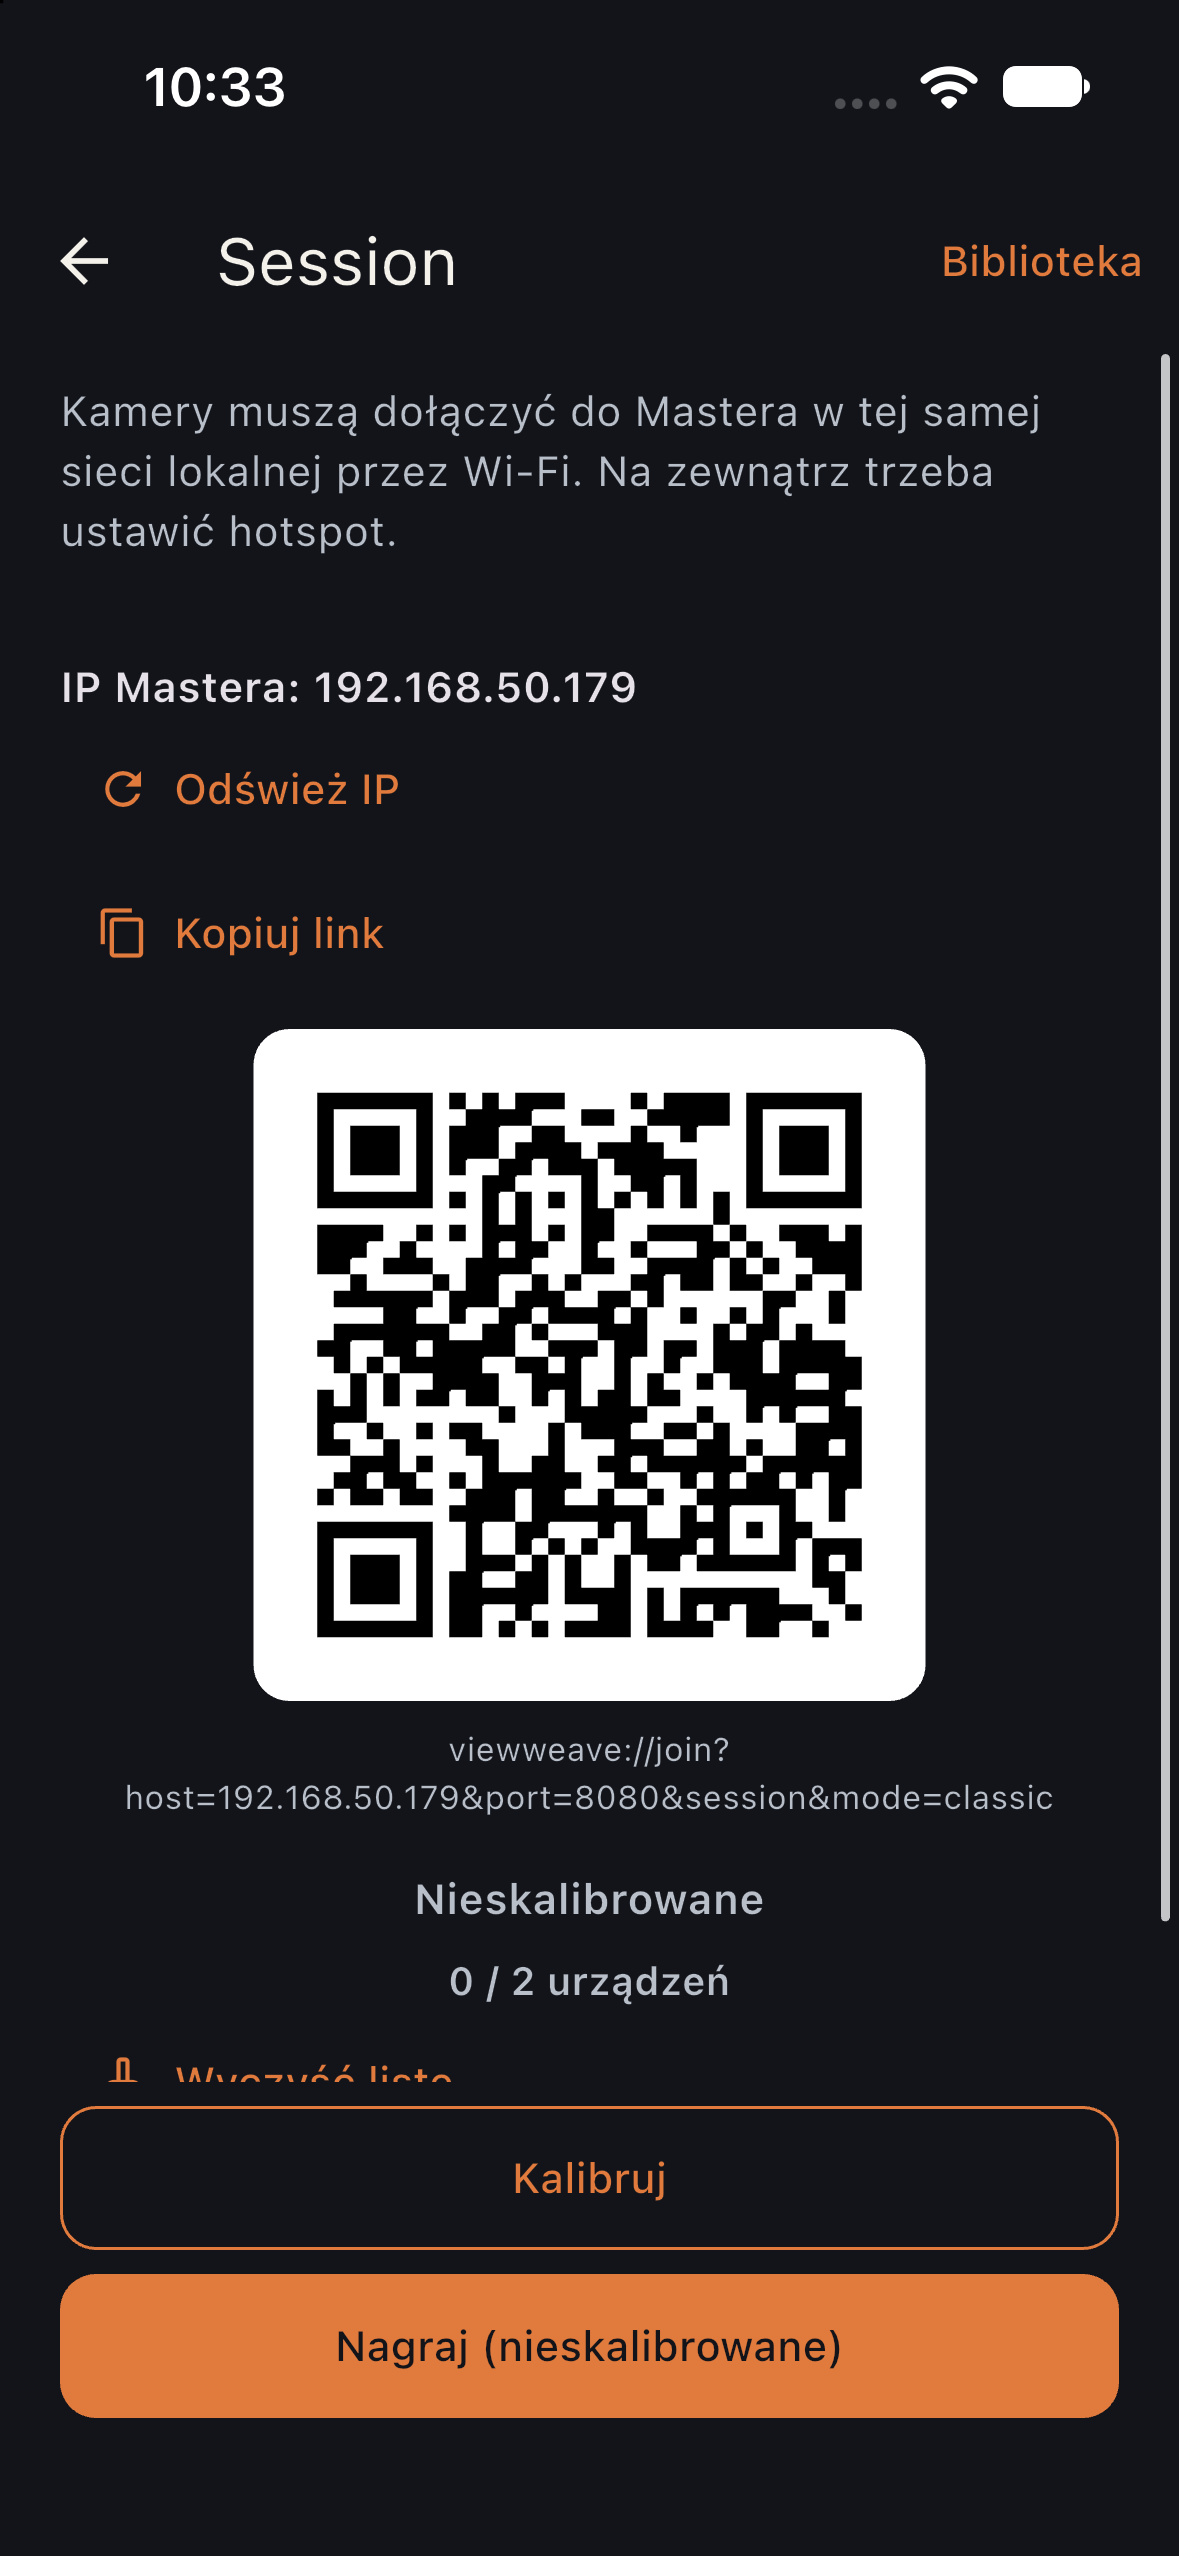 10:33
Session
Biblioteka
Kamery muszą dołączyć do Mastera w tej samej
sieci lokalnej przez Wi-Fi. Na zewnątrz trzeba
ustawić hotspot.
IP Mastera: 192.168.50.179
Odśwież IP
Kopiuj link
viewweave://join?
host=192.168.50.179&port=8080&session&mode=classic
Nieskalibrowane
0 / 2 urządzeń
Wyczyść listę
Kalibruj
Nagraj (nieskalibrowane)